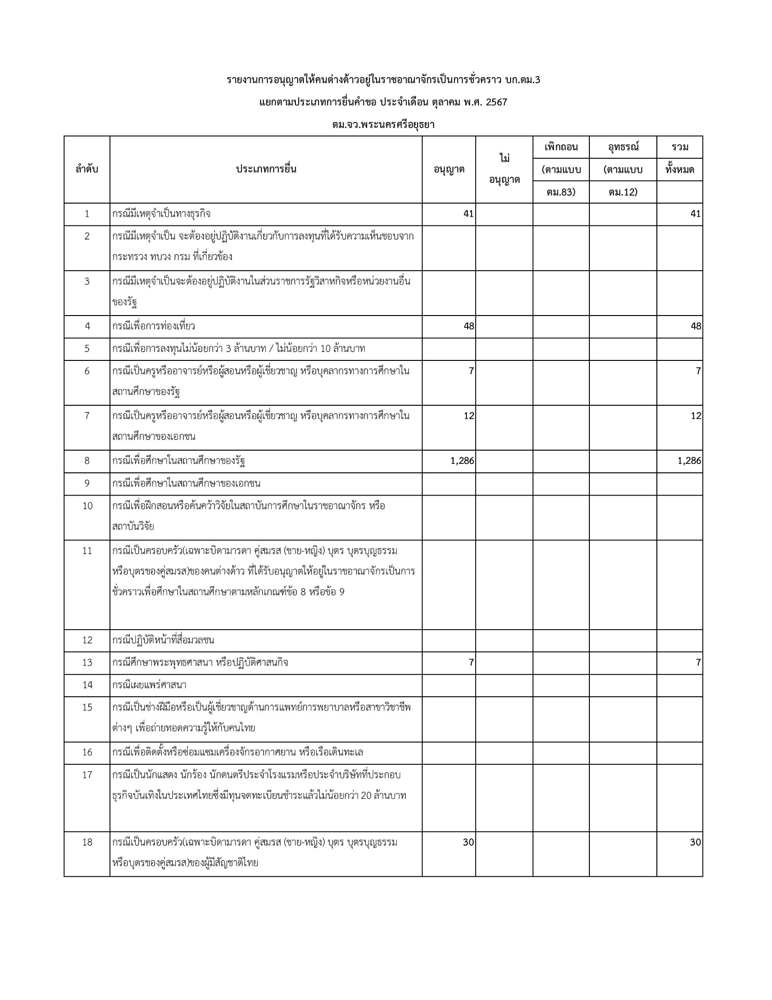 รายงานการอนุญาตให้คนต่างด้าวอยู่ในราชอาณาจักรเป็นการชั่วคราว บก.ตม.3
แยกตามประเภทการยื่นคำขอ ประจำเดือน ตุลาคม พ.ศ. 2567
ตม.จว.พระนครศรีอยุธยา
ลำดับ ประเภทการยื่น อนุญาต ไม่อนุญาต เพิกถอน (ตามแบบ ตม.83) อุทธรณ์ (ตามแบบ ตม.12) รวม ทั้งหมด
1 กรณีมีเหตุจำเป็นทางธุรกิจ 41 41
2 กรณีมีเหตุจำเป็น จะต้องอยู่ปฏิบัติงานเกี่ยวกับการลงทุนที่ได้รับความเห็นชอบจาก
กระทรวง ทบวง กรม ที่เกี่ยวข้อง
3 กรณีมีเหตุจำเป็นจะต้องอยู่ปฏิบัติงานในส่วนราชการรัฐวิสาหกิจหรือหน่วยงานอื่น
ของรัฐ
4 กรณีเพื่อการท่องเที่ยว 48 48
5 กรณีเพื่อการลงทุนไม่น้อยกว่า 3 ล้านบาท / ไม่น้อยกว่า 10 ล้านบาท
6 กรณีเป็นครูหรืออาจารย์หรือผู้สอนหรือผู้เชี่ยวชาญ หรือบุคลากรทางการศึกษาใน 7 7
สถานศึกษาของรัฐ
7 กรณีเป็นครูหรืออาจารย์หรือผู้สอนหรือผู้เชี่ยวชาญ หรือบุคลากรทางการศึกษาใน 12 12
สถานศึกษาของเอกชน
8 กรณีเพื่อศึกษาในสถานศึกษาของรัฐ 1,286 1,286
9 กรณีเพื่อศึกษาในสถานศึกษาของเอกชน
10 กรณีเพื่อฝึกสอนหรือค้นคว้าวิจัยในสถาบันการศึกษาในราชอาณาจักร หรือ
สถาบันวิจัย
11 กรณีเป็นครอบครัว(เฉพาะบิดามารดา คู่สมรส (ชาย-หญิง) บุตร บุตรบุญธรรม
หรือบุตรของคู่สมรส)ของคนต่างด้าว ที่ได้รับอนุญาตให้อยู่ในราชอาณาจักรเป็นการ
ชั่วคราวเพื่อศึกษาในสถานศึกษาตามหลักเกณฑ์ข้อ 8 หรือข้อ 9
12 กรณีปฏิบัติหน้าที่สื่อมวลชน
13 กรณีศึกษาพระพุทธศาสนา หรือปฏิบัติศาสนกิจ 7 7
14 กรณีเผยแพร่ศาสนา
15 กรณีเป็นช่างฝีมือหรือเป็นผู้เชี่ยวชาญด้านการแพทย์การพยาบาลหรือสาขาวิชาชีพ
ต่างๆ เพื่อถ่ายทอดความรู้ให้กับคนไทย
16 กรณีเพื่อติดตั้งหรือซ่อมแซมเครื่องจักรอากาศยาน หรือเรือเดินทะเล
17 กรณีเป็นนักแสดง นักร้อง นักดนตรีประจำโรงแรมหรือประจำบริษัทที่ประกอบ
ธุรกิจบันเทิงในประเทศไทยซึ่งมีทุนจดทะเบียนชำระแล้วไม่น้อยกว่า 20 ล้านบาท
18 กรณีเป็นครอบครัว(เฉพาะบิดามารดา คู่สมรส (ชาย-หญิง) บุตร บุตรบุญธรรม 30 30
หรือบุตรของคู่สมรส)ของผู้มีสัญชาติไทย